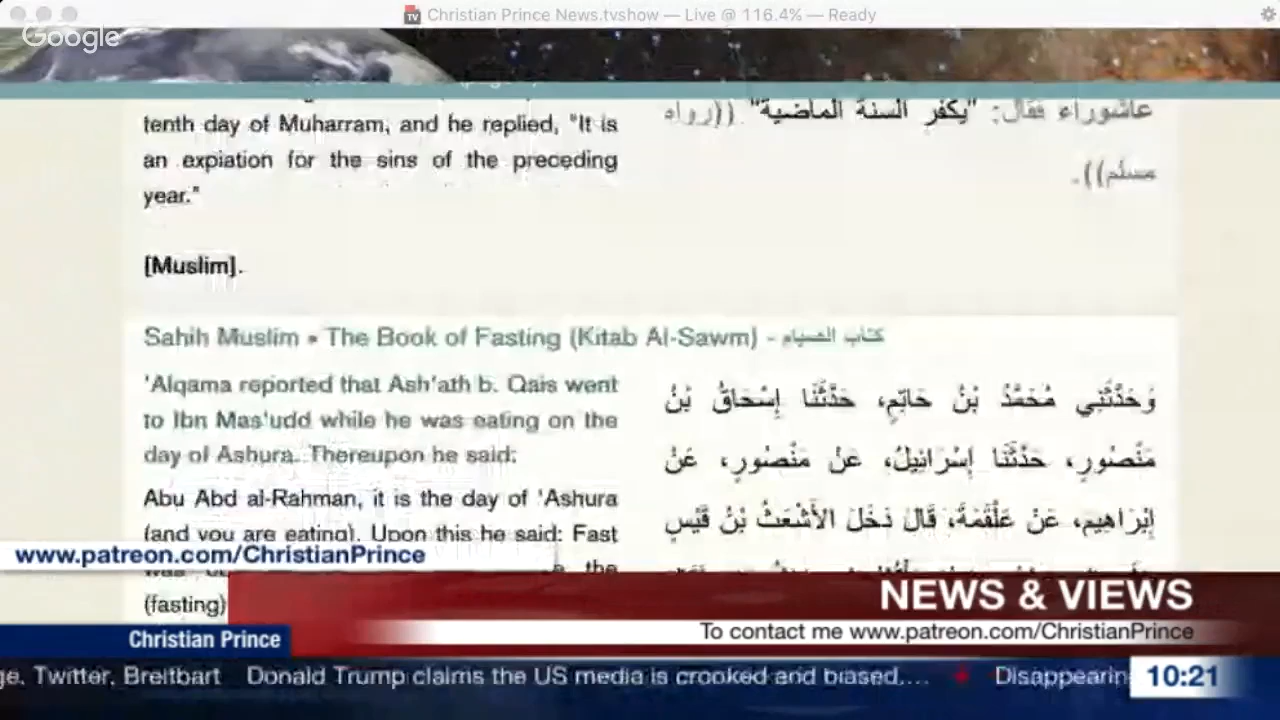 Christian Prince News.tvshow — Live @ 116.4% — Ready
Google
tenth day of Muharram, and he replied, "It is
an expiation for the sins of the preceding
year."
[Muslim].
عاشوراء فقال: "يكفر السنة الماضية" ((رواه
مسلم)).
Sahih Muslim • The Book of Fasting (Kitab Al-Sawm) - كتاب الصيام
'Alqama reported that Ash'ath b. Qais went
to Ibn Mas'udd while he was eating on the
day of Ashura. Thereupon he said:
Abu Abd al-Rahman, it is the day of 'Ashura
(and you are eating). Upon this he said: Fast
the
(fasting)
وَحَدَّثَنِي مُحَمَّدُ بْنُ حَاتِمٍ، حَدَّثَنَا إِسْحَاقُ بْنُ
مَنْصُورٍ، حَدَّثَنَا إِسْرَائِيلُ، عَنْ مَنْصُورٍ، عَنْ
إِبْرَاهِيمَ، عَنْ عَلْقَمَةَ، قَالَ دَخَلَ الأَشْعَثُ بْنُ قَيْسٍ
www.patreon.com/ChristianPrince
NEWS & VIEWS
To contact me www.patreon.com/ChristianPrince
Christian Prince
ge, Twitter, Breitbart Donald Trump claims the US media is crooked and biased,... Disappearin
10:21